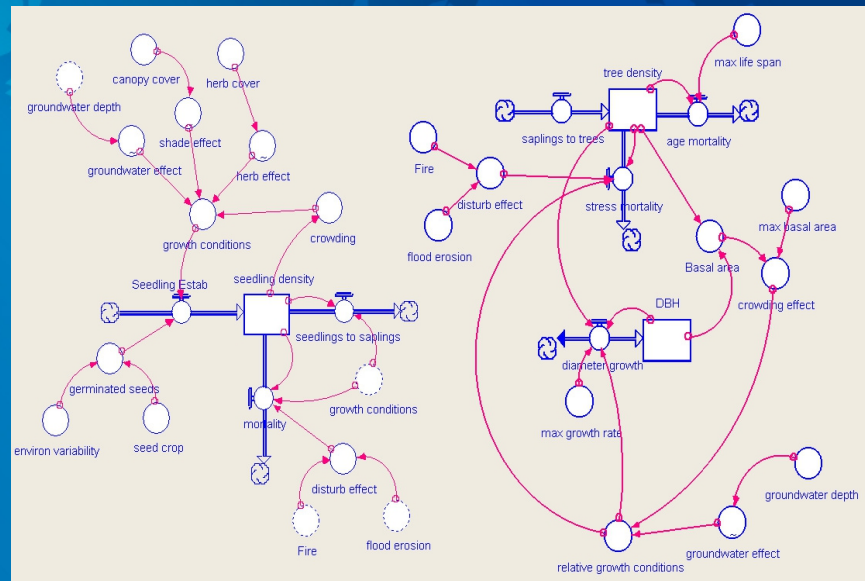 canopy cover
herb cover
groundwater depth
shade effect
groundwater effect
herb effect
growth conditions
crowding
Seedling Estab
seedling density
seedlings to saplings
germinated seeds
growth conditions
environ variability
seed crop
mortality
disturb effect
Fire
flood erosion
max life span
tree density
saplings to trees
age mortality
Fire
disturb effect
stress mortality
flood erosion
max basal area
Basal area
crowding effect
DBH
diameter growth
max growth rate
groundwater depth
groundwater effect
relative growth conditions
~
~
~